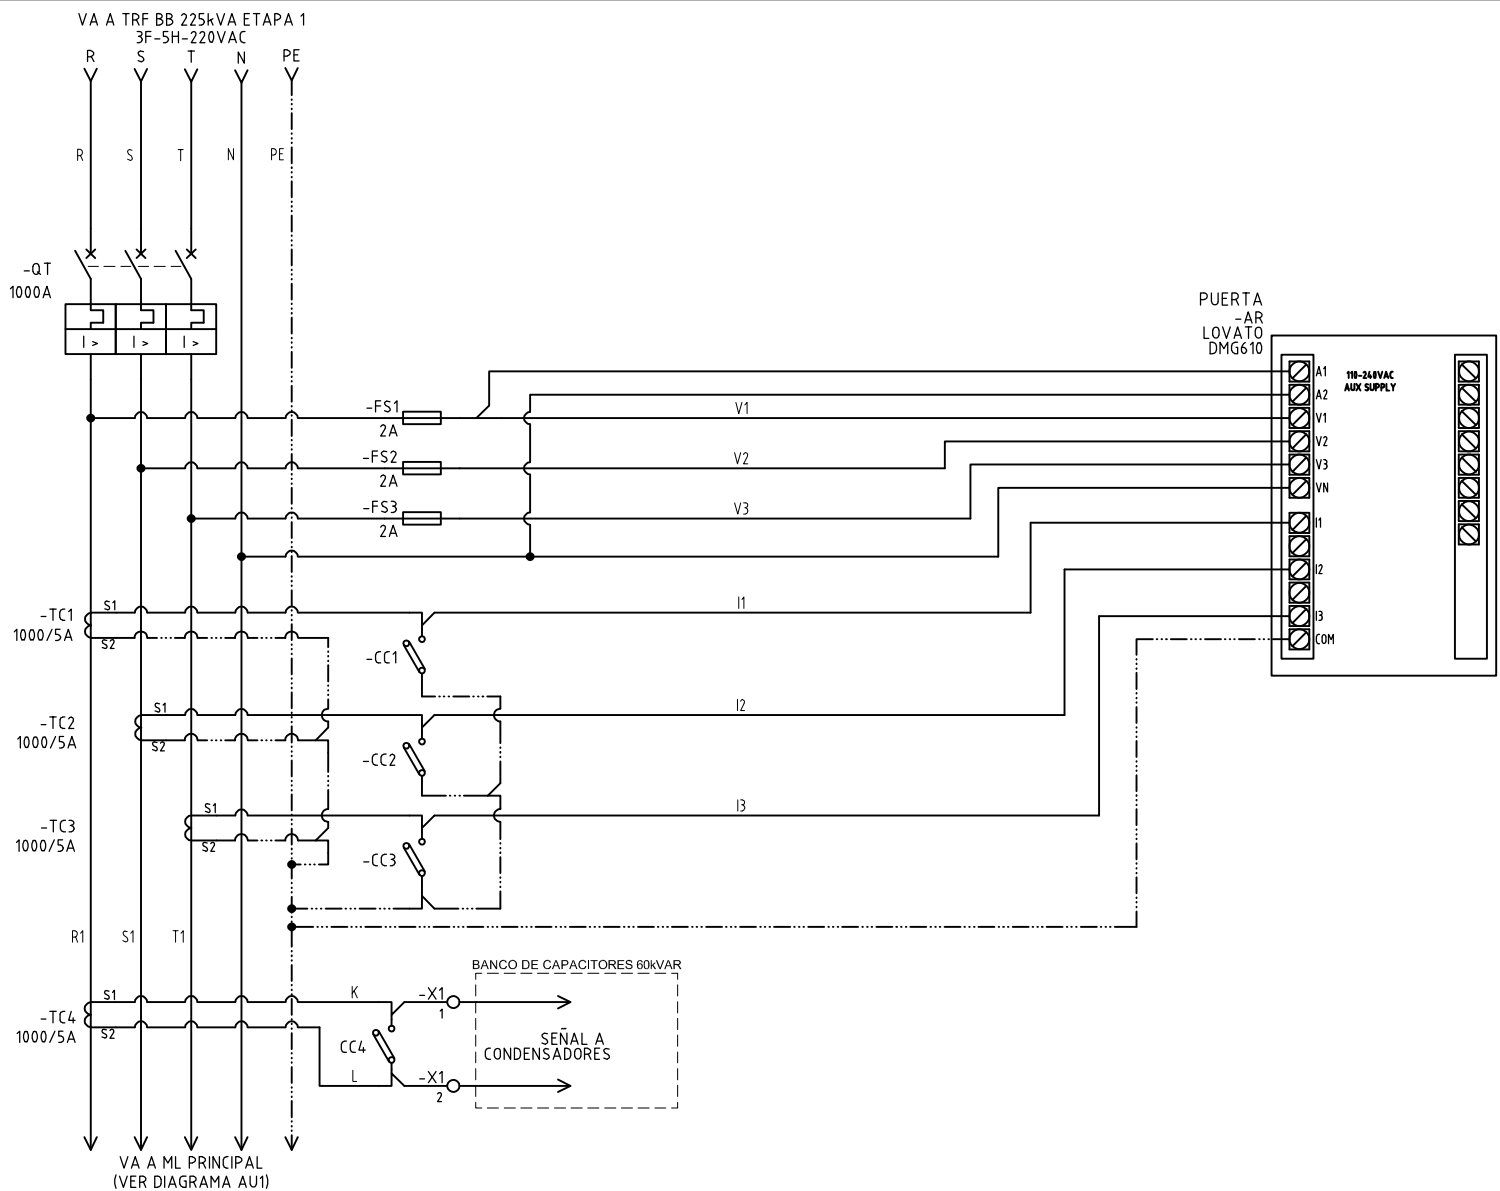 VA A TRF BB 225kVA ETAPA 1
3F-5H-220VAC
R S T N PE
R S T N PE
-QT
1000A
I > I > I >
PUERTA
-AR
LOVATO
DMG610
A1
110-240VAC
AUX SUPPLY
A2
V1
V2
V3
VN
I1
I2
I3
COM
-FS1
2A
V1
-FS2
2A
V2
-FS3
2A
V3
-TC1
1000/5A
S1
S2
-CC1
I1
-TC2
1000/5A
S1
S2
-CC2
I2
-TC3
1000/5A
S1
S2
-CC3
I3
R1 S1 T1
BANCO DE CAPACITORES 60kVAR
-TC4
1000/5A
S1
S2
K
CC4
L
-X1
1
-X1
2
SEÑAL A
CONDENSADORES
VA A ML PRINCIPAL
(VER DIAGRAMA AU1)